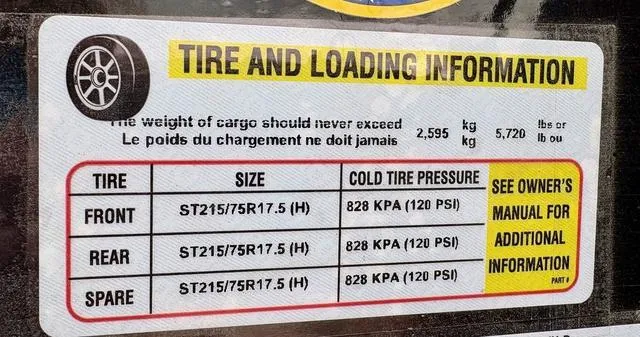 TIRE AND LOADING INFORMATION
The weight of cargo should never exceed 2,595 kg 5,720 lbs or
Le poids du chargement ne doit jamais kg lb ou
TIRE SIZE COLD TIRE PRESSURE SEE OWNER'S MANUAL FOR ADDITIONAL INFORMATION
FRONT ST215/75R17.5 (H) 828 KPA (120 PSI)
REAR ST215/75R17.5 (H) 828 KPA (120 PSI)
SPARE ST215/75R17.5 (H) 828 KPA (120 PSI)
PART #